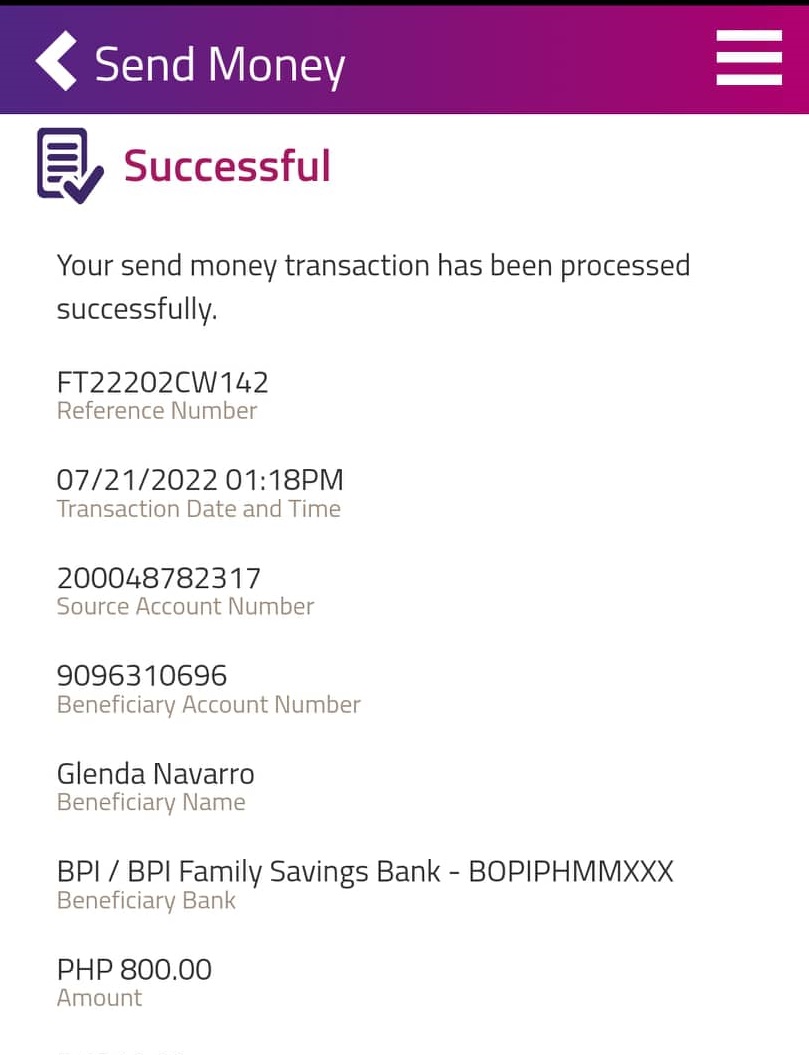 Send Money
Successful
Your send money transaction has been processed
successfully.
FT22202CW142
Reference Number
07/21/2022 01:18PM
Transaction Date and Time
200048782317
Source Account Number
9096310696
Beneficiary Account Number
Glenda Navarro
Beneficiary Name
BPI / BPI Family Savings Bank - BOPIPHMMXXX
Beneficiary Bank
PHP 800.00
Amount